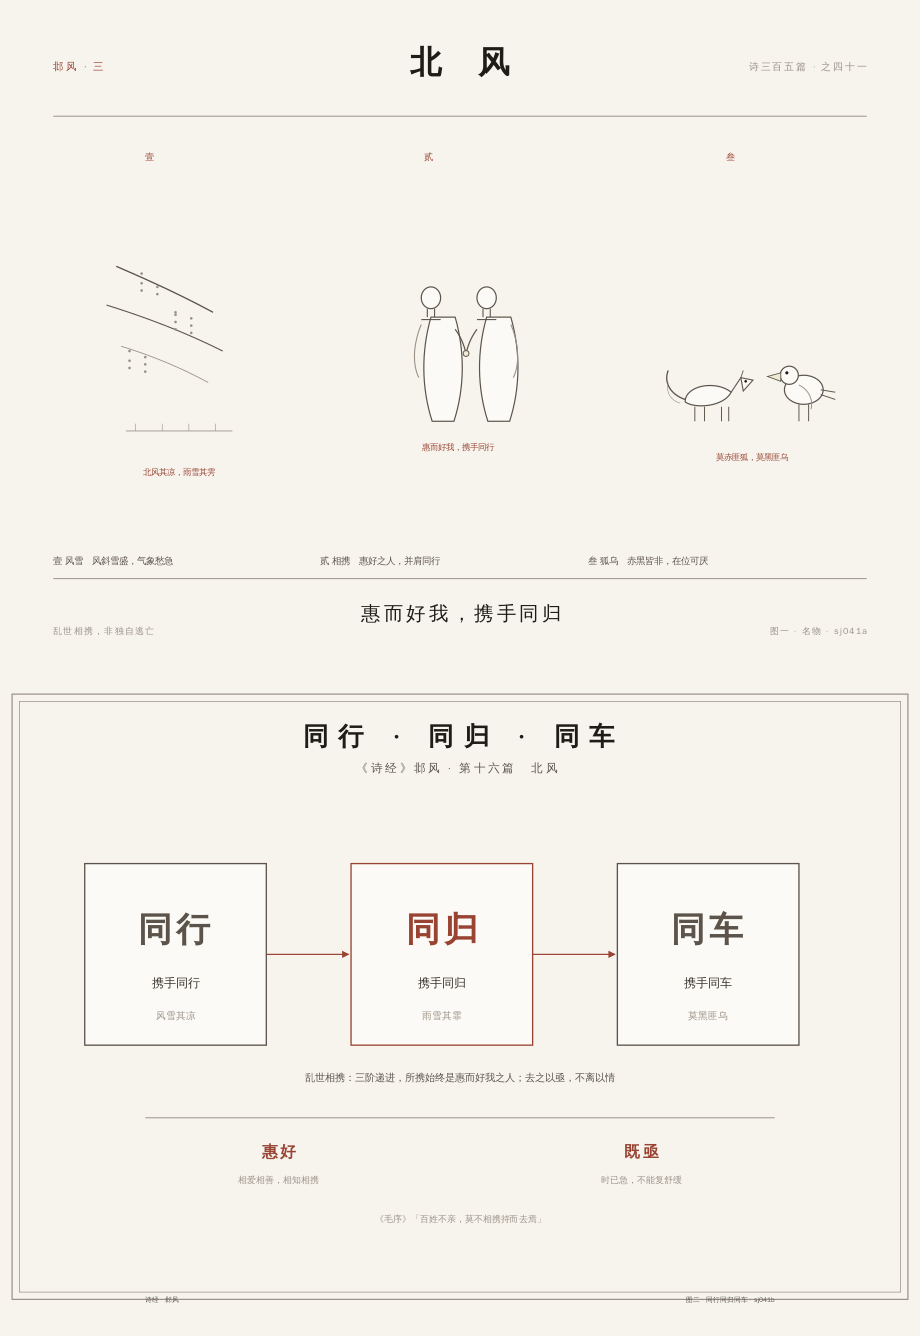 邶风 · 三
北 风
诗三百五篇 · 之四十一
壹
贰
叁
北风其凉，雨雪其雱
惠而好我，携手同行
莫赤匪狐，莫黑匪乌
壹 风雪 风斜雪盛，气象愁急
贰 相携 惠好之人，并肩同行
叁 狐乌 赤黑皆非，在位可厌
惠而好我，携手同归
乱世相携，非独自逃亡
图一 · 名物 · sj041a
同行 · 同归 · 同车
《诗经》邶风 · 第十六篇 北风
同行
携手同行
风雪其凉
同归
携手同归
雨雪其霏
同车
携手同车
莫黑匪乌
乱世相携：三阶递进，所携始终是惠而好我之人；去之以亟，不离以情
惠好
相爱相善，相知相携
既亟
时已急，不能复舒缓
《毛序》「百姓不亲，莫不相携持而去焉」
诗经 · 邶风
图二 · 同行同归同车 · sj041b